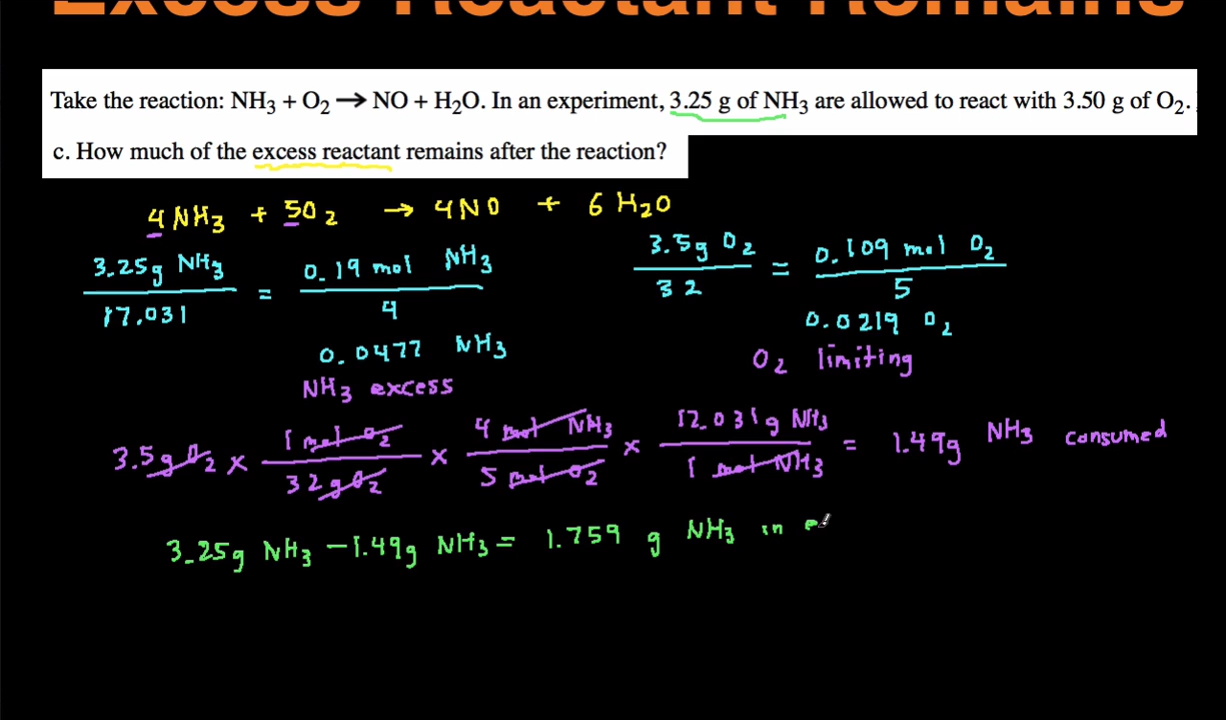 Excess Reactant Remains
Take the reaction: NH₃ + O₂ → NO + H₂O. In an experiment, 3.25 g of NH₃ are allowed to react with 3.50 g of O₂.
c. How much of the excess reactant remains after the reaction?
4NH₃ + 5O₂ → 4NO + 6H₂O
3.25g NH₃ / 17.031 = 0.19 mol NH₃ / 4
3.5g O₂ / 32 = 0.109 mol O₂ / 5
0.0477 NH₃
0.0219 O₂
NH₃ excess
O₂ limiting
3.5gO₂ x 1 mol O₂ / 32gO₂ x 4 mol NH₃ / 5 mol O₂ x 17.031g NH₃ / 1 mol NH₃ = 1.49g NH₃ consumed
3.25g NH₃ - 1.49g NH₃ = 1.759 g NH₃ in